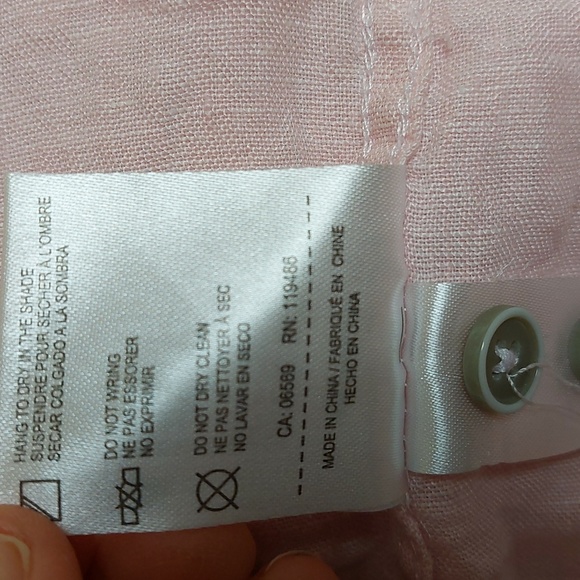 HANG TO DRY IN THE SHADE
SUSPENDRE POUR SÉCHER À L'OMBRE
SECAR COLGADO A LA SOMBRA
DO NOT WRING
NE PAS ESSORER
NO EXPRIMIR
DO NOT DRY CLEAN
NE PAS NETTOYER À SEC
NO LAVAR EN SECO
CA: 06569 RN: 119486
MADE IN CHINA / FABRIQUÉ EN CHINE
HECHO EN CHINA